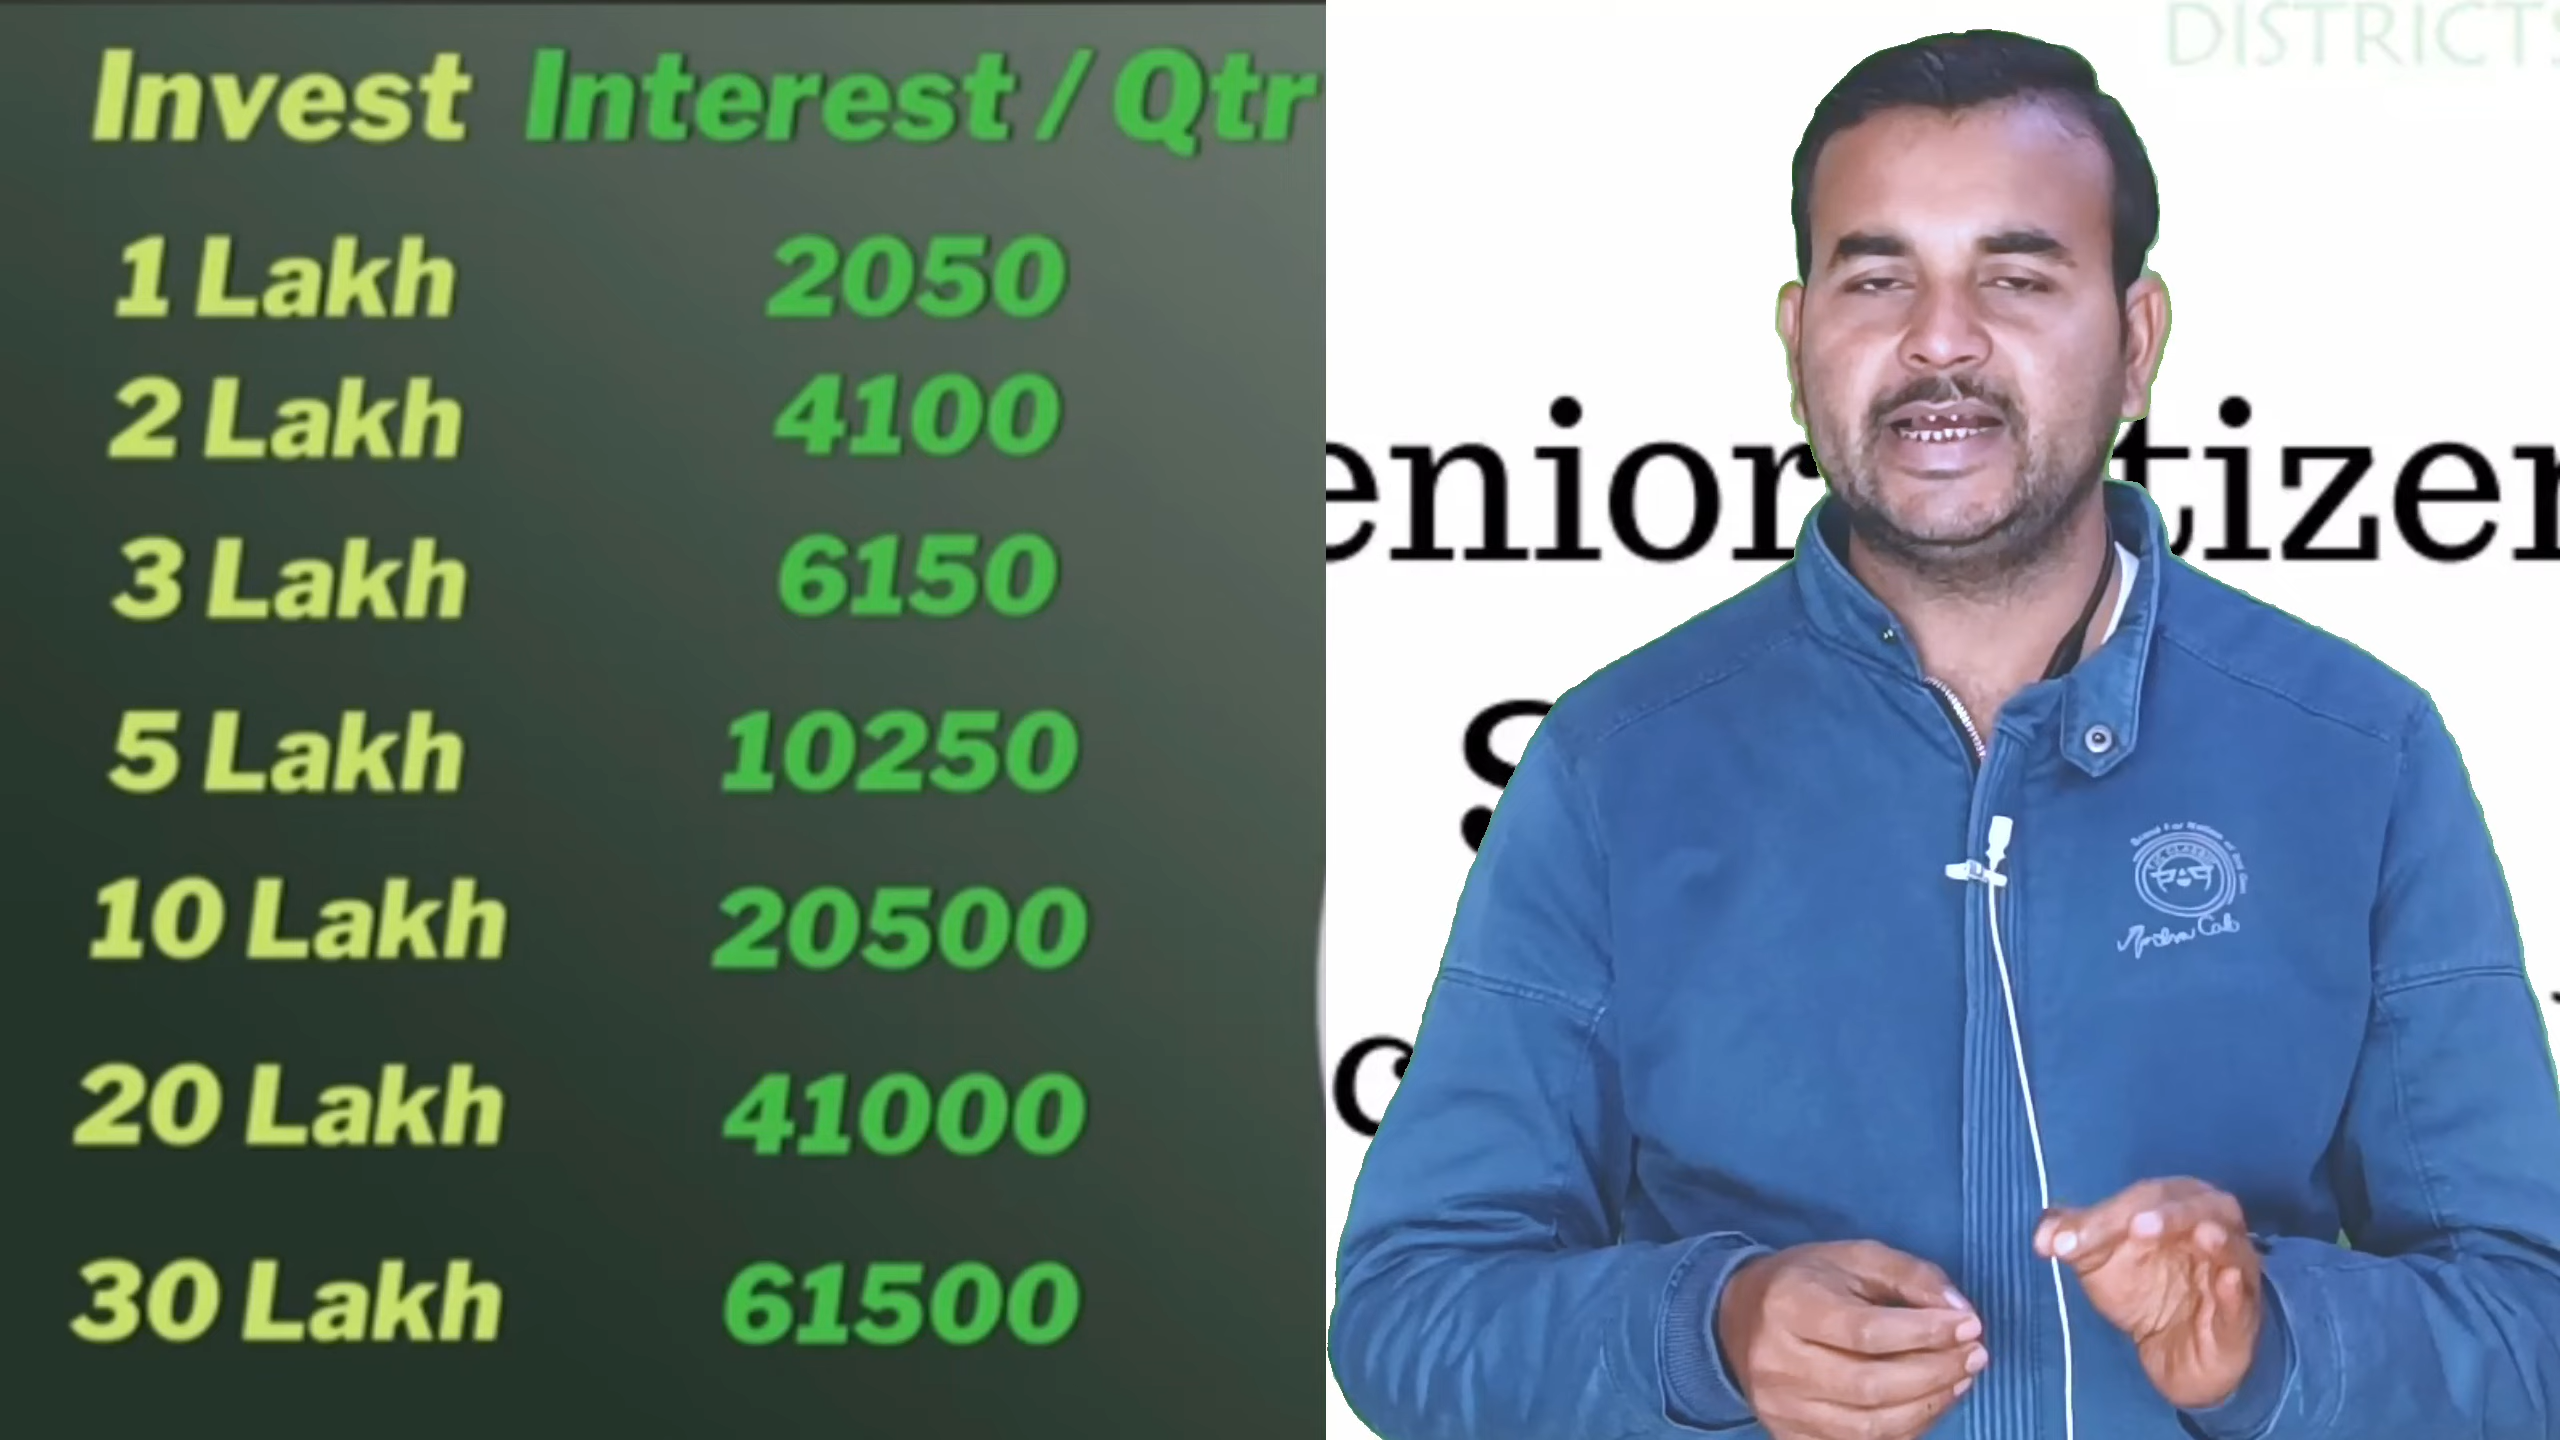 Invest Interest / Qtr
1 Lakh 2050
2 Lakh 4100
3 Lakh 6150
5 Lakh 10250
10 Lakh 20500
20 Lakh 41000
30 Lakh 61500
DISTRICTS
enior tizen
S
c